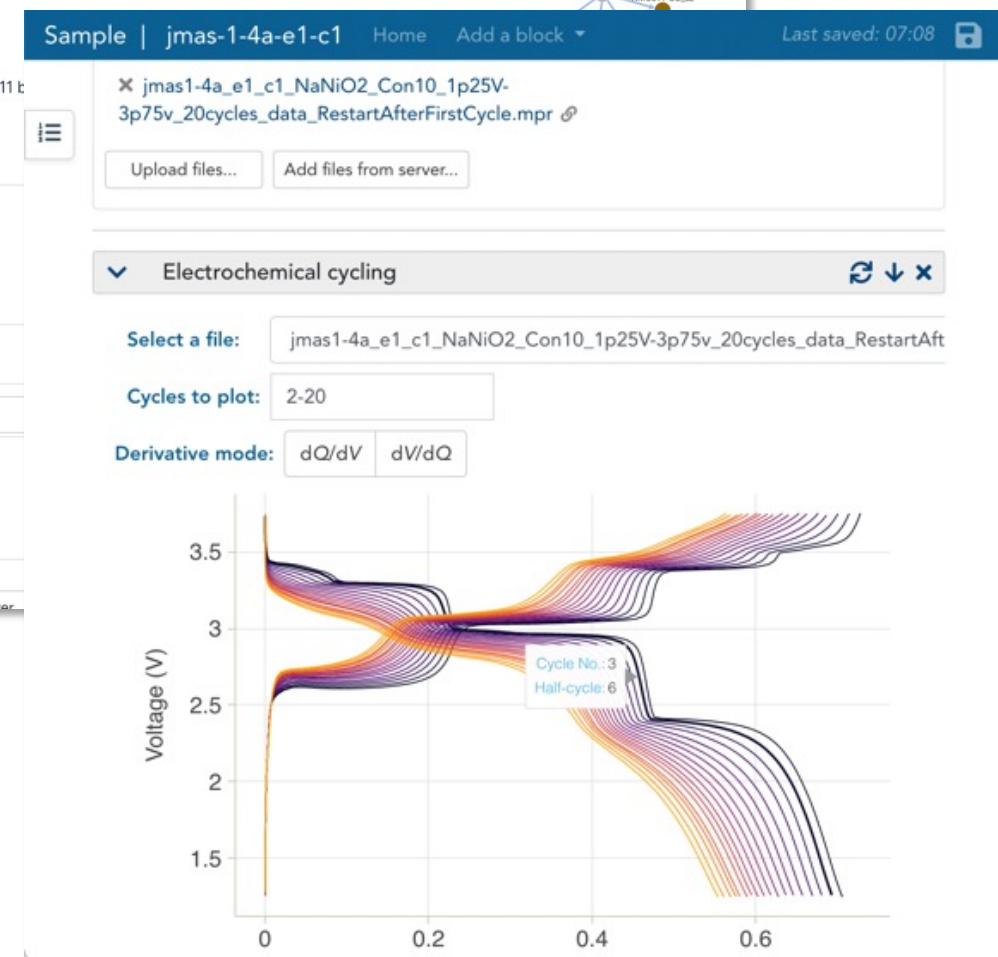 Sample | jmas-1-4a-e1-c1 Home Add a block Last saved: 07:08
11 b
jmas1-4a_e1_c1_NaNiO2_Con10_1p25V-
3p75v_20cycles_data_RestartAfterFirstCycle.mpr
Upload files... Add files from server...
Electrochemical cycling
Select a file: jmas1-4a_e1_c1_NaNiO2_Con10_1p25V-3p75v_20cycles_data_RestartAft
Cycles to plot: 2-20
Derivative mode: dQ/dV dV/dQ
3.5
3
2.5
2
1.5
Voltage (V)
Cycle No.: 3
Half-cycle: 6
0 0.2 0.4 0.6